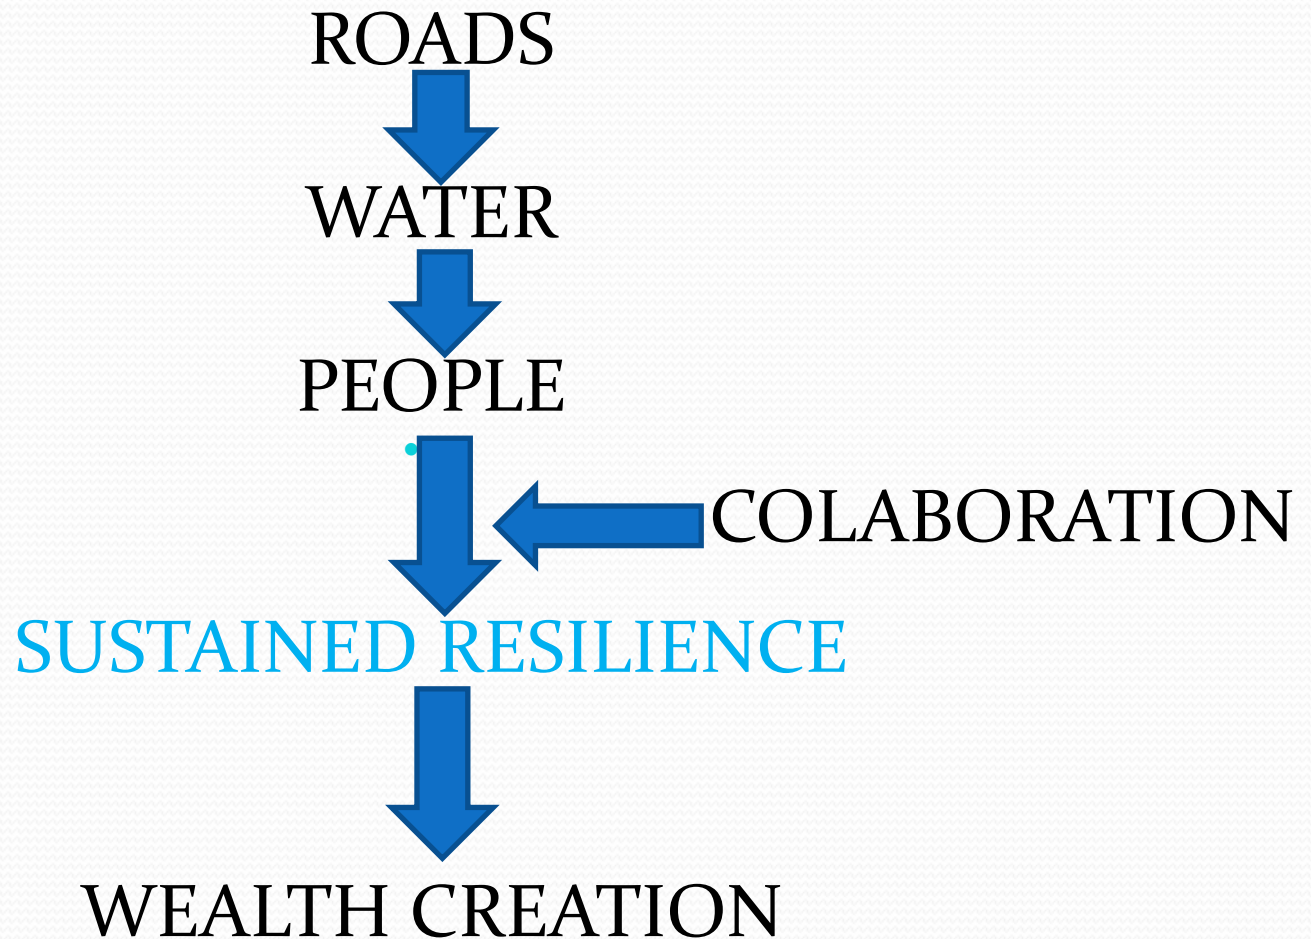 ROADS
WATER
PEOPLE
COLABORATION
SUSTAINED RESILIENCE
WEALTH CREATION